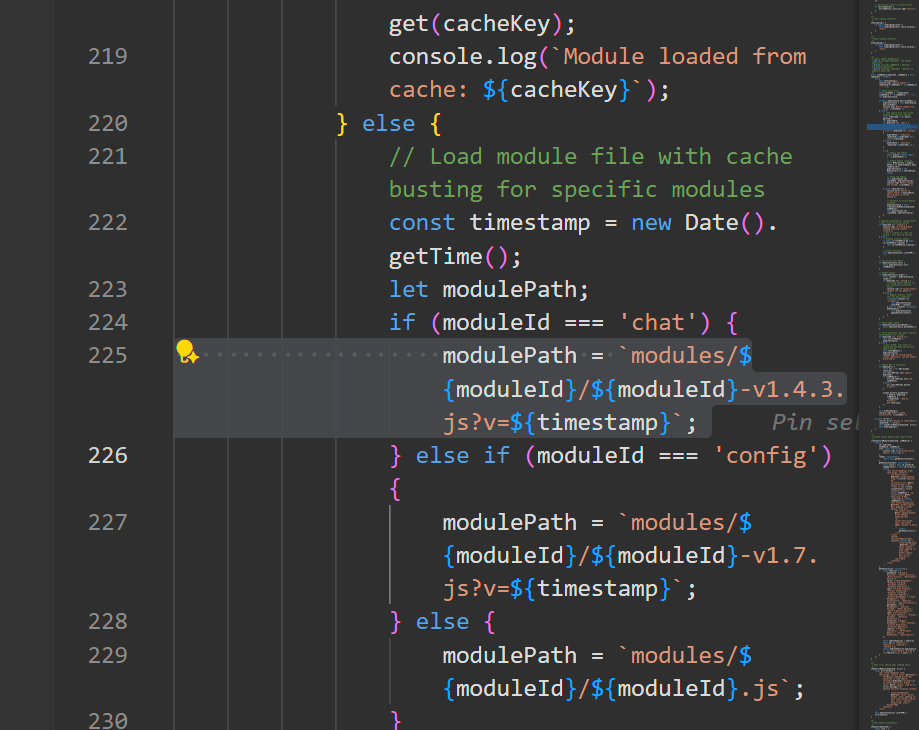 get(cacheKey);
219 console.log(`Module loaded from
cache: ${cacheKey}`);
220 } else {
221 // Load module file with cache
busting for specific modules
222 const timestamp = new Date().
getTime();
223 let modulePath;
224 if (moduleId === 'chat') {
225 modulePath = `modules/$
{moduleId}/${moduleId}-v1.4.3.
js?v=${timestamp}`; Pin sel
226 } else if (moduleId === 'config')
{
227 modulePath = `modules/$
{moduleId}/${moduleId}-v1.7.
js?v=${timestamp}`;
228 } else {
229 modulePath = `modules/$
{moduleId}/${moduleId}.js`;
230 }